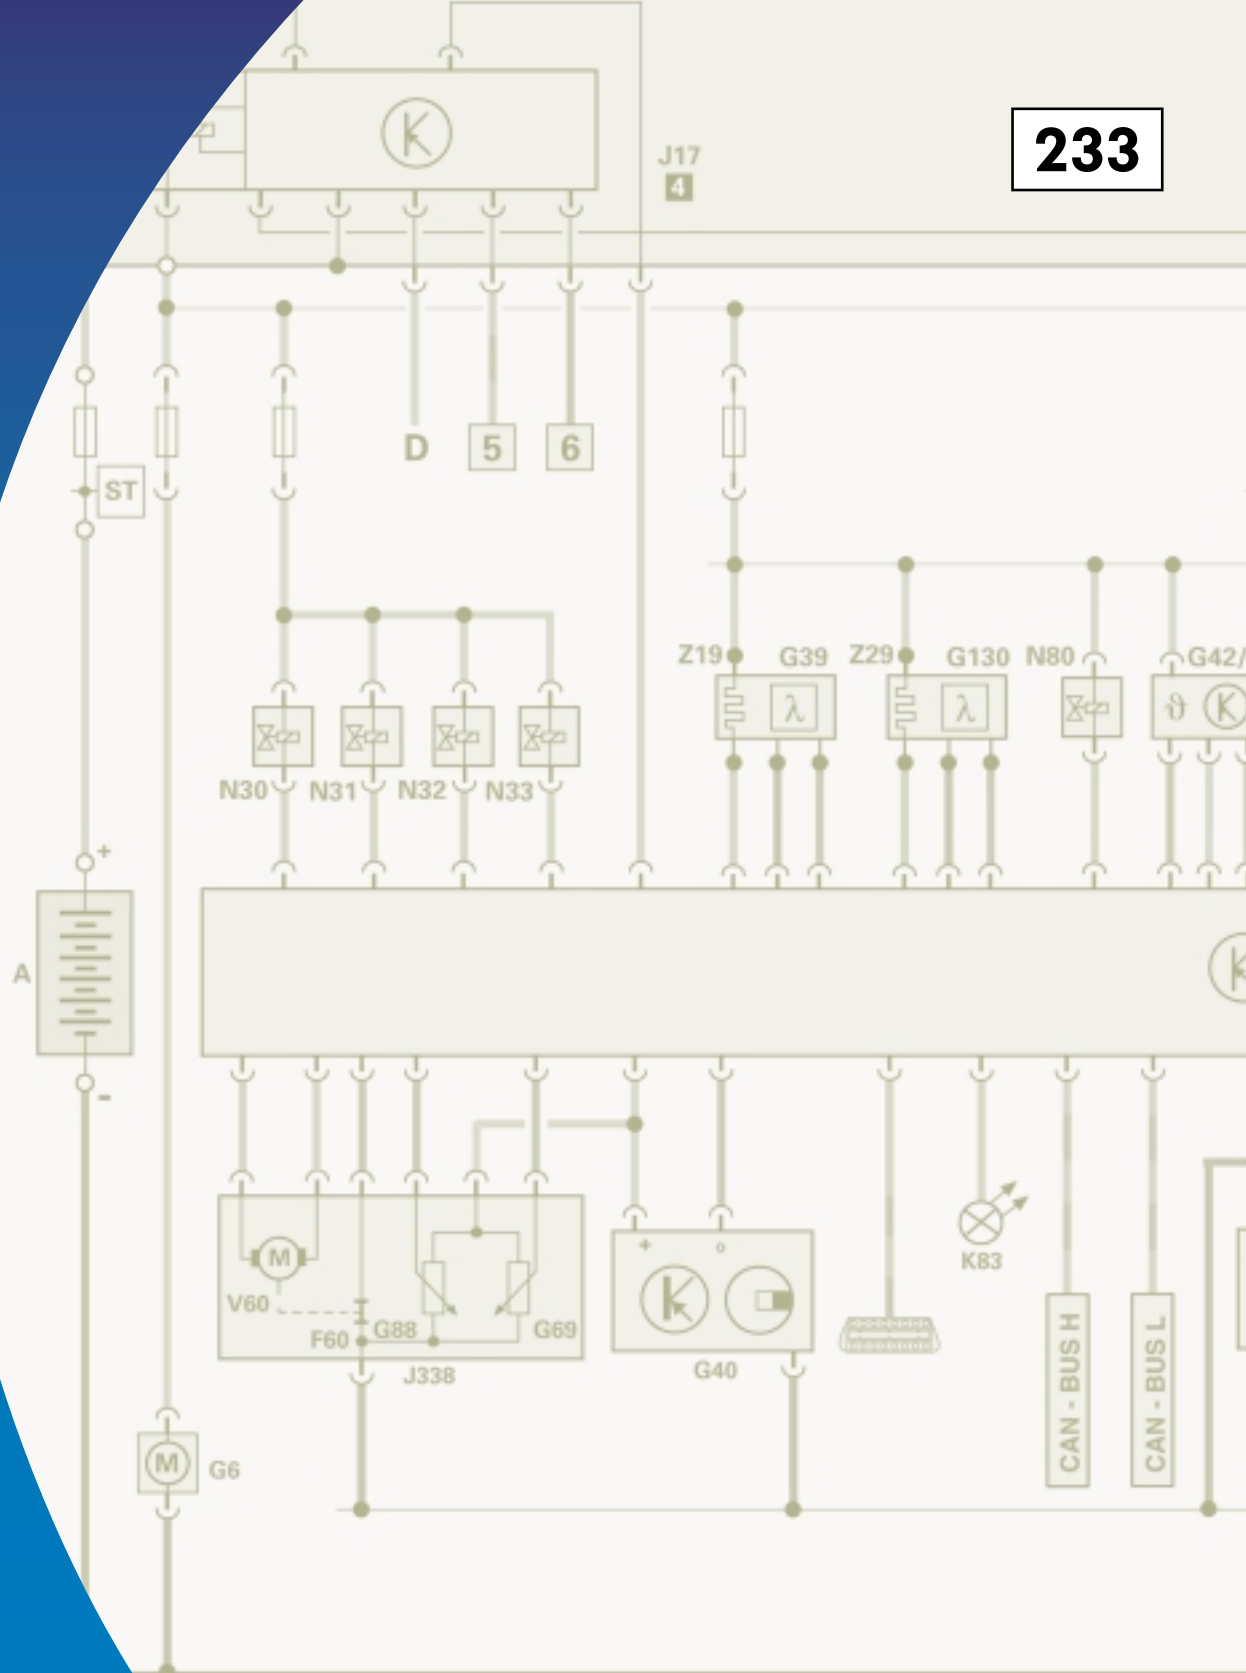 233
J17
4
D
5
6
ST
Z19
G39
Z29
G130
N80
G42/
λ
λ
ϑ
N30
N31
N32
N33
+
A
-
M
V60
F60
G88
G69
J338
+
o
G40
K83
CAN - BUS H
CAN - BUS L
M
G6